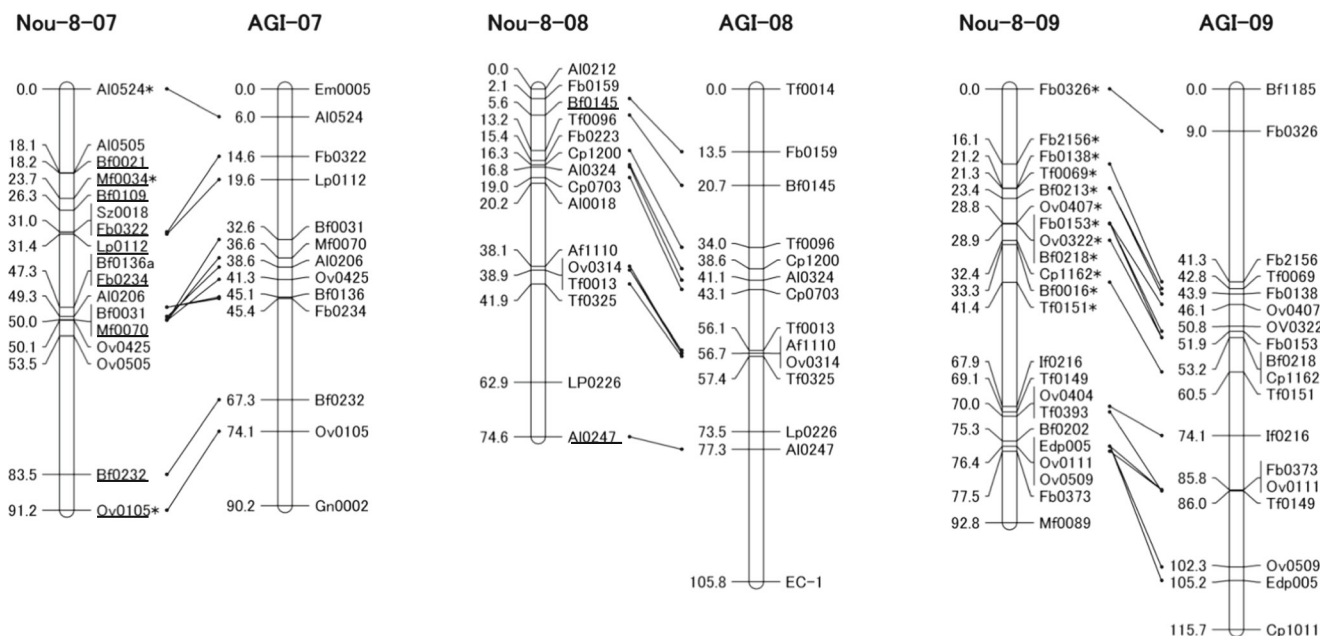 Nou-8-07
AGI-07
Nou-8-08
AGI-08
Nou-8-09
AGI-09
0.0 Al0524*
18.1 Al0505
18.2 Bf0021
23.7 Mf0034*
26.3 Bf0109
Sz0018
31.0 Fb0322
31.4 Lp0112
Bf0136a
47.3 Fb0234
49.3 Al0206
Bf0031
50.0 Mf0070
50.1 Ov0425
53.5 Ov0505
83.5 Bf0232
91.2 Ov0105*
0.0 Em0005
6.0 Al0524
14.6 Fb0322
19.6 Lp0112
32.6 Bf0031
36.6 Mf0070
38.6 Al0206
41.3 Ov0425
45.1 Bf0136
45.4 Fb0234
67.3 Bf0232
74.1 Ov0105
90.2 Gn0002
0.0 Al0212
2.1 Fb0159
5.6 Bf0145
13.2 Tf0096
15.4 Fb0223
16.3 Cp1200
16.8 Al0324
19.0 Cp0703
20.2 Al0018
38.1 Af1110
Ov0314
38.9 Tf0013
41.9 Tf0325
62.9 LP0226
74.6 Al0247
0.0 Tf0014
13.5 Fb0159
20.7 Bf0145
34.0 Tf0096
38.6 Cp1200
41.1 Al0324
43.1 Cp0703
56.1 Tf0013
56.7 Af1110
Ov0314
57.4 Tf0325
73.5 Lp0226
77.3 Al0247
105.8 EC-1
0.0 Fb0326*
16.1 Fb2156*
21.2 Fb0138*
21.3 Tf0069*
23.4 Bf0213*
28.8 Ov0407*
Fb0153*
28.9 Ov0322*
Bf0218*
32.4 Cp1162*
33.3 Bf0016*
41.4 Tf0151*
67.9 If0216
69.1 Tf0149
Ov0404
70.0 Tf0393
75.3 Bf0202
Edp005
76.4 Ov0111
Ov0509
77.5 Fb0373
92.8 Mf0089
0.0 Bf1185
9.0 Fb0326
41.3 Fb2156
42.8 Tf0069
43.9 Fb0138
46.1 Ov0407
50.8 OV0322
51.9 Fb0153
53.2 Bf0218
Cp1162
60.5 Tf0151
74.1 If0216
85.8 Fb0373
Ov0111
86.0 Tf0149
102.3 Ov0509
105.2 Edp005
115.7 Cp1011